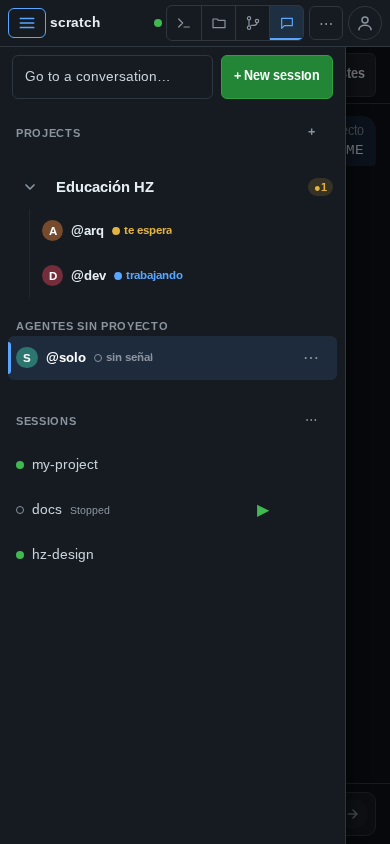 scratch
Go to a conversation…
+ New session
PROJECTS
+
Educación HZ
1
A @arq te espera
D @dev trabajando
AGENTES SIN PROYECTO
S @solo sin señal
SESSIONS
my-project
docs Stopped
hz-design